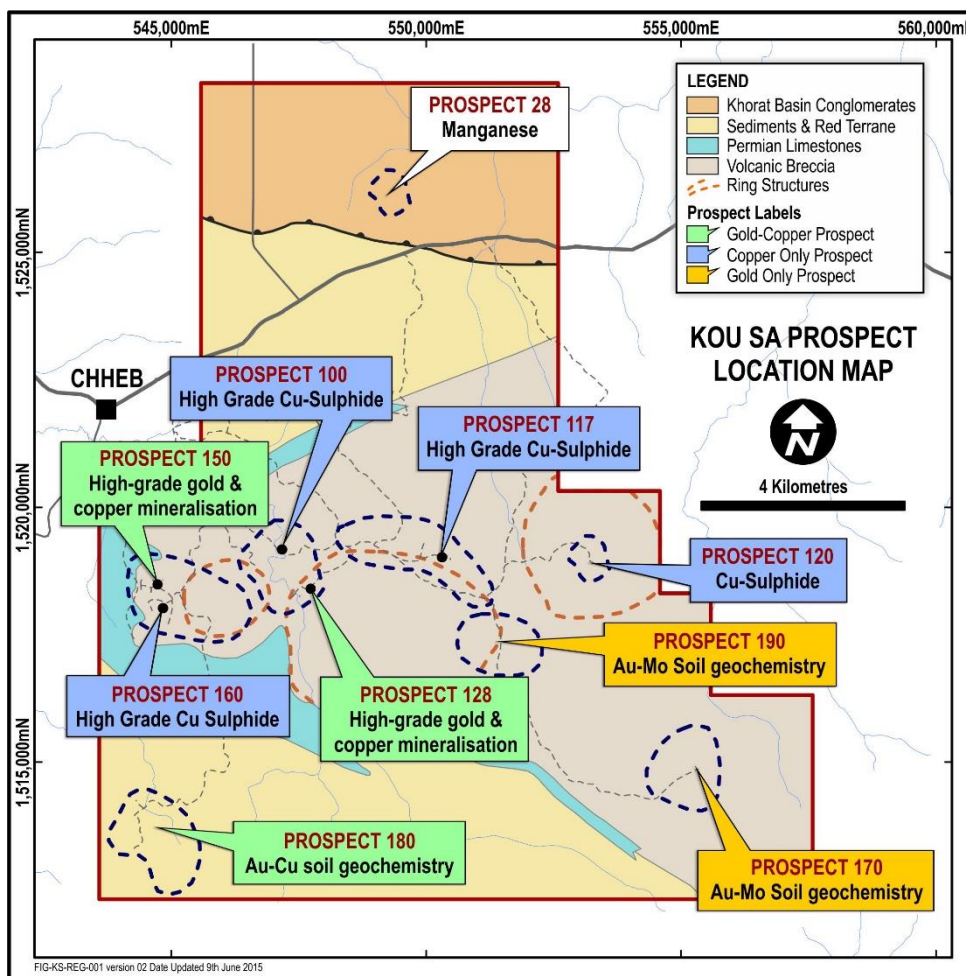 545,000mE
550,000mE
555,000mE
560,000mE
1,525,000mN
1,520,000mN
1,515,000mN
LEGEND
Khorat Basin Conglomerates
Sediments & Red Terrane
Permian Limestones
Volcanic Breccia
Ring Structures
Prospect Labels
Gold-Copper Prospect
Copper Only Prospect
Gold Only Prospect
KOU SA PROSPECT
LOCATION MAP
N
4 Kilometres
PROSPECT 28
Manganese
CHHEB
PROSPECT 100
High Grade Cu-Sulphide
PROSPECT 117
High Grade Cu-Sulphide
PROSPECT 150
High-grade gold &
copper mineralisation
PROSPECT 120
Cu-Sulphide
PROSPECT 190
Au-Mo Soil geochemistry
PROSPECT 160
High Grade Cu Sulphide
PROSPECT 128
High-grade gold &
copper mineralisation
PROSPECT 180
Au-Cu soil geochemistry
PROSPECT 170
Au-Mo Soil geochemistry
FIG-KS-REG-001 version 02 Date Updated 9th June 2015